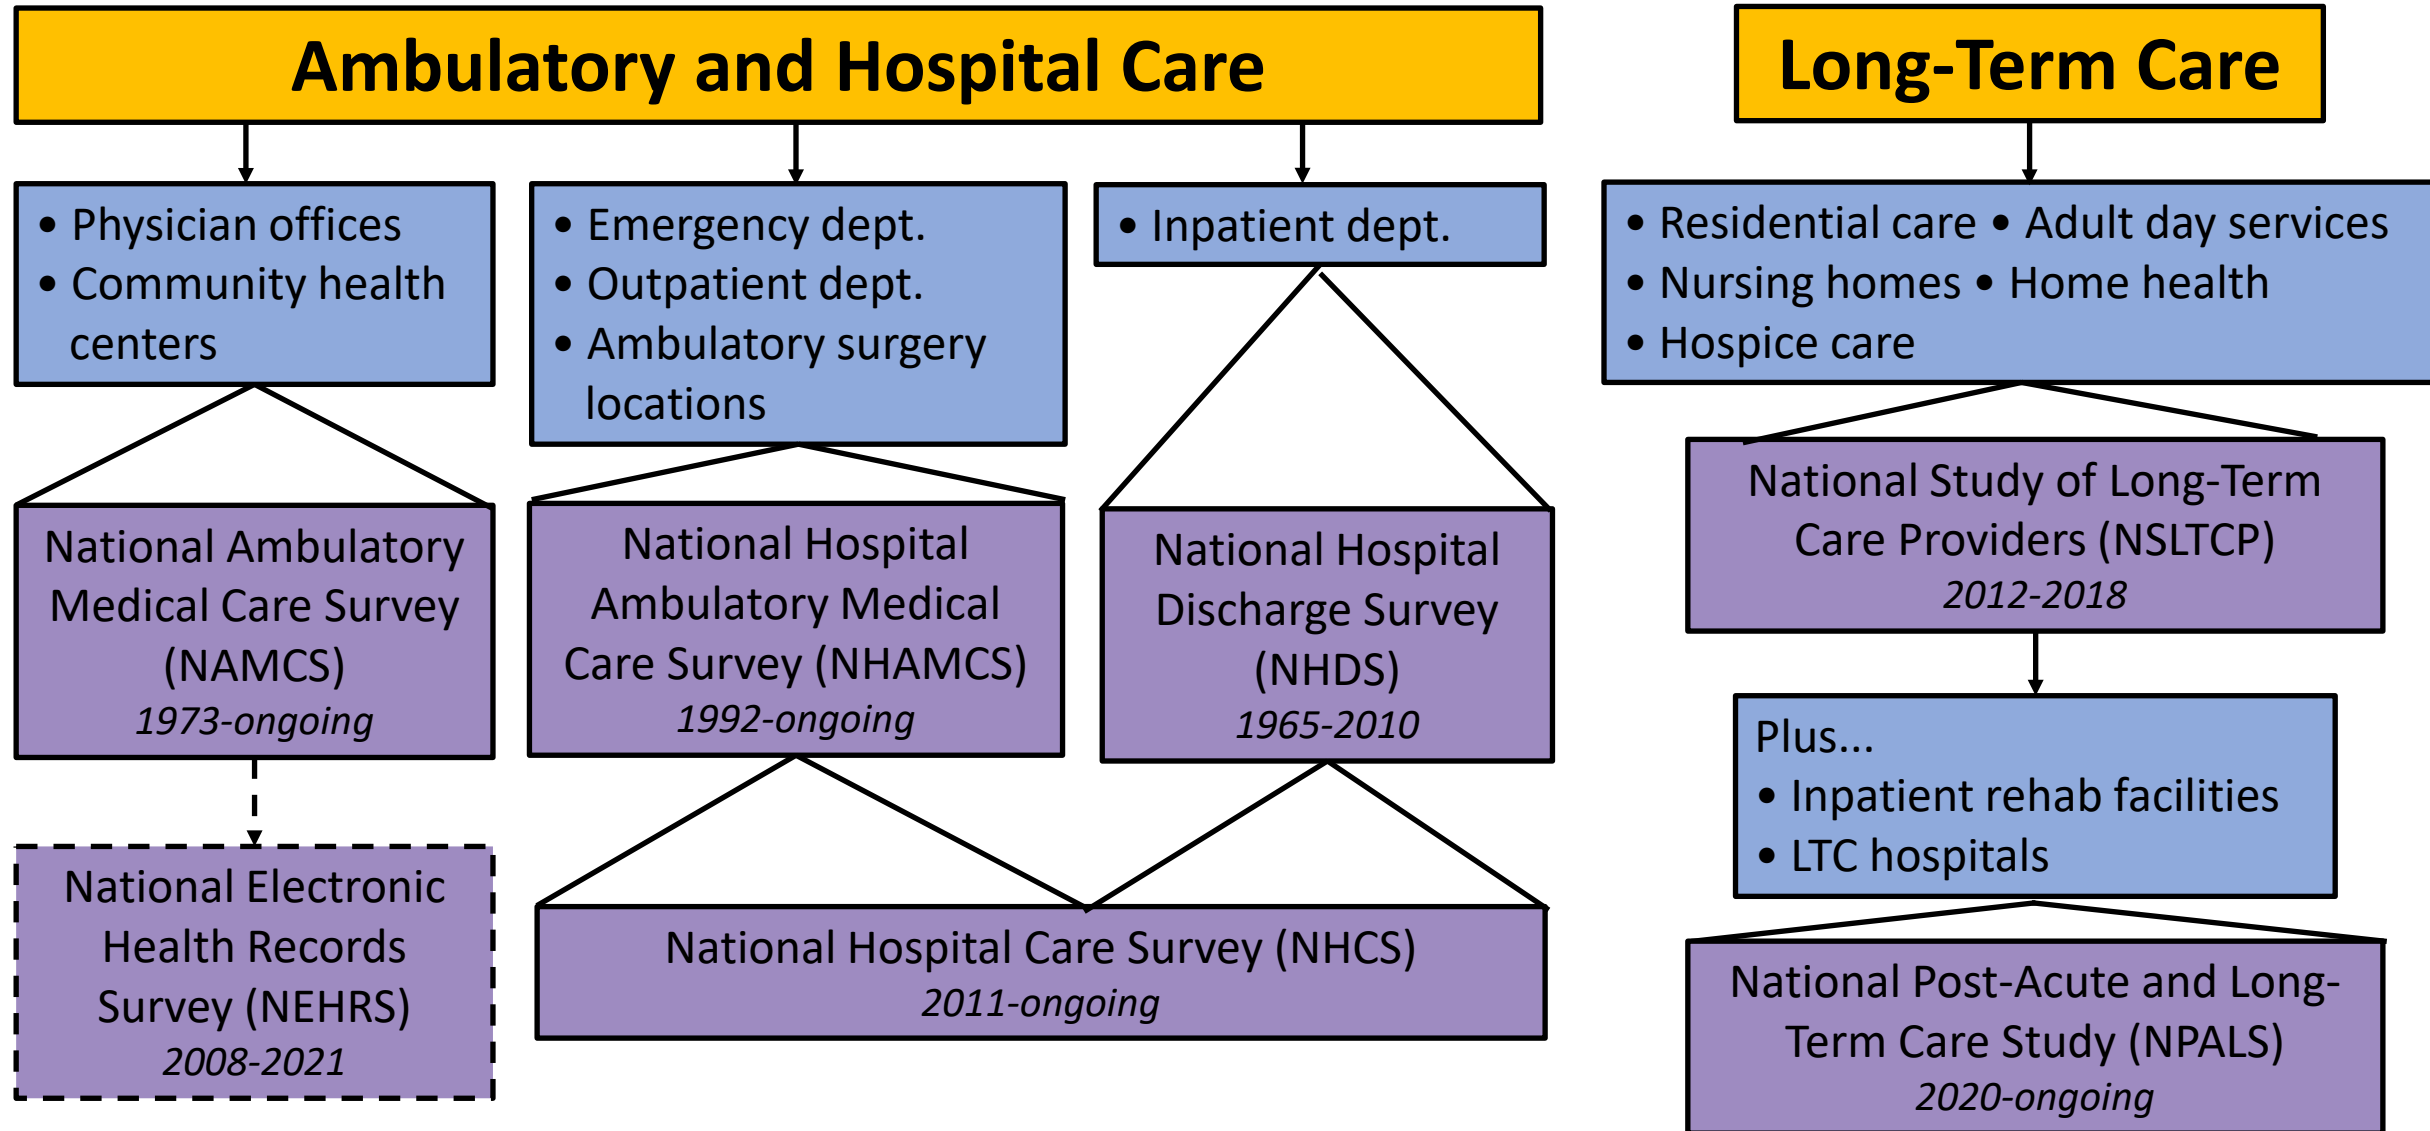 Ambulatory and Hospital Care
• Physician offices
• Community health
centers
• Emergency dept.
• Outpatient dept.
• Ambulatory surgery
locations
• Inpatient dept.
National Ambulatory
Medical Care Survey
(NAMCS)
1973-ongoing
National Hospital
Ambulatory Medical
Care Survey (NHAMCS)
1992-ongoing
National Hospital
Discharge Survey
(NHDS)
1965-2010
National Electronic
Health Records
Survey (NEHRS)
2008-2021
National Hospital Care Survey (NHCS)
2011-ongoing
Long-Term Care
• Residential care • Adult day services
• Nursing homes • Home health
• Hospice care
National Study of Long-Term
Care Providers (NSLTCP)
2012-2018
Plus...
• Inpatient rehab facilities
• LTC hospitals
National Post-Acute and Long-
Term Care Study (NPALS)
2020-ongoing